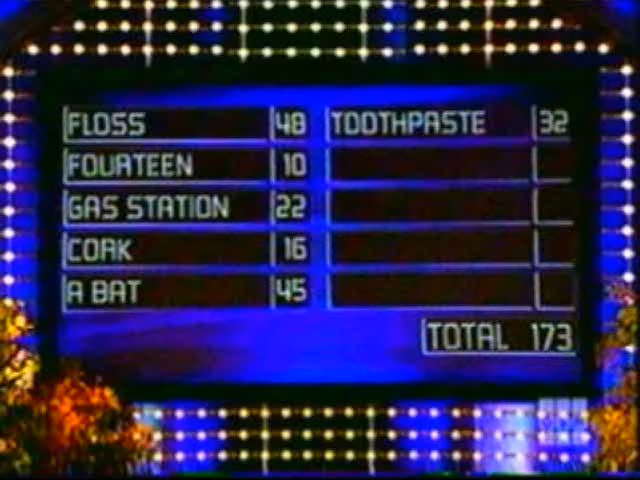 FLOSS 48 TOOTHPASTE 32
FOURTEEN 10
GAS STATION 22
CORK 16
A BAT 45
TOTAL 173